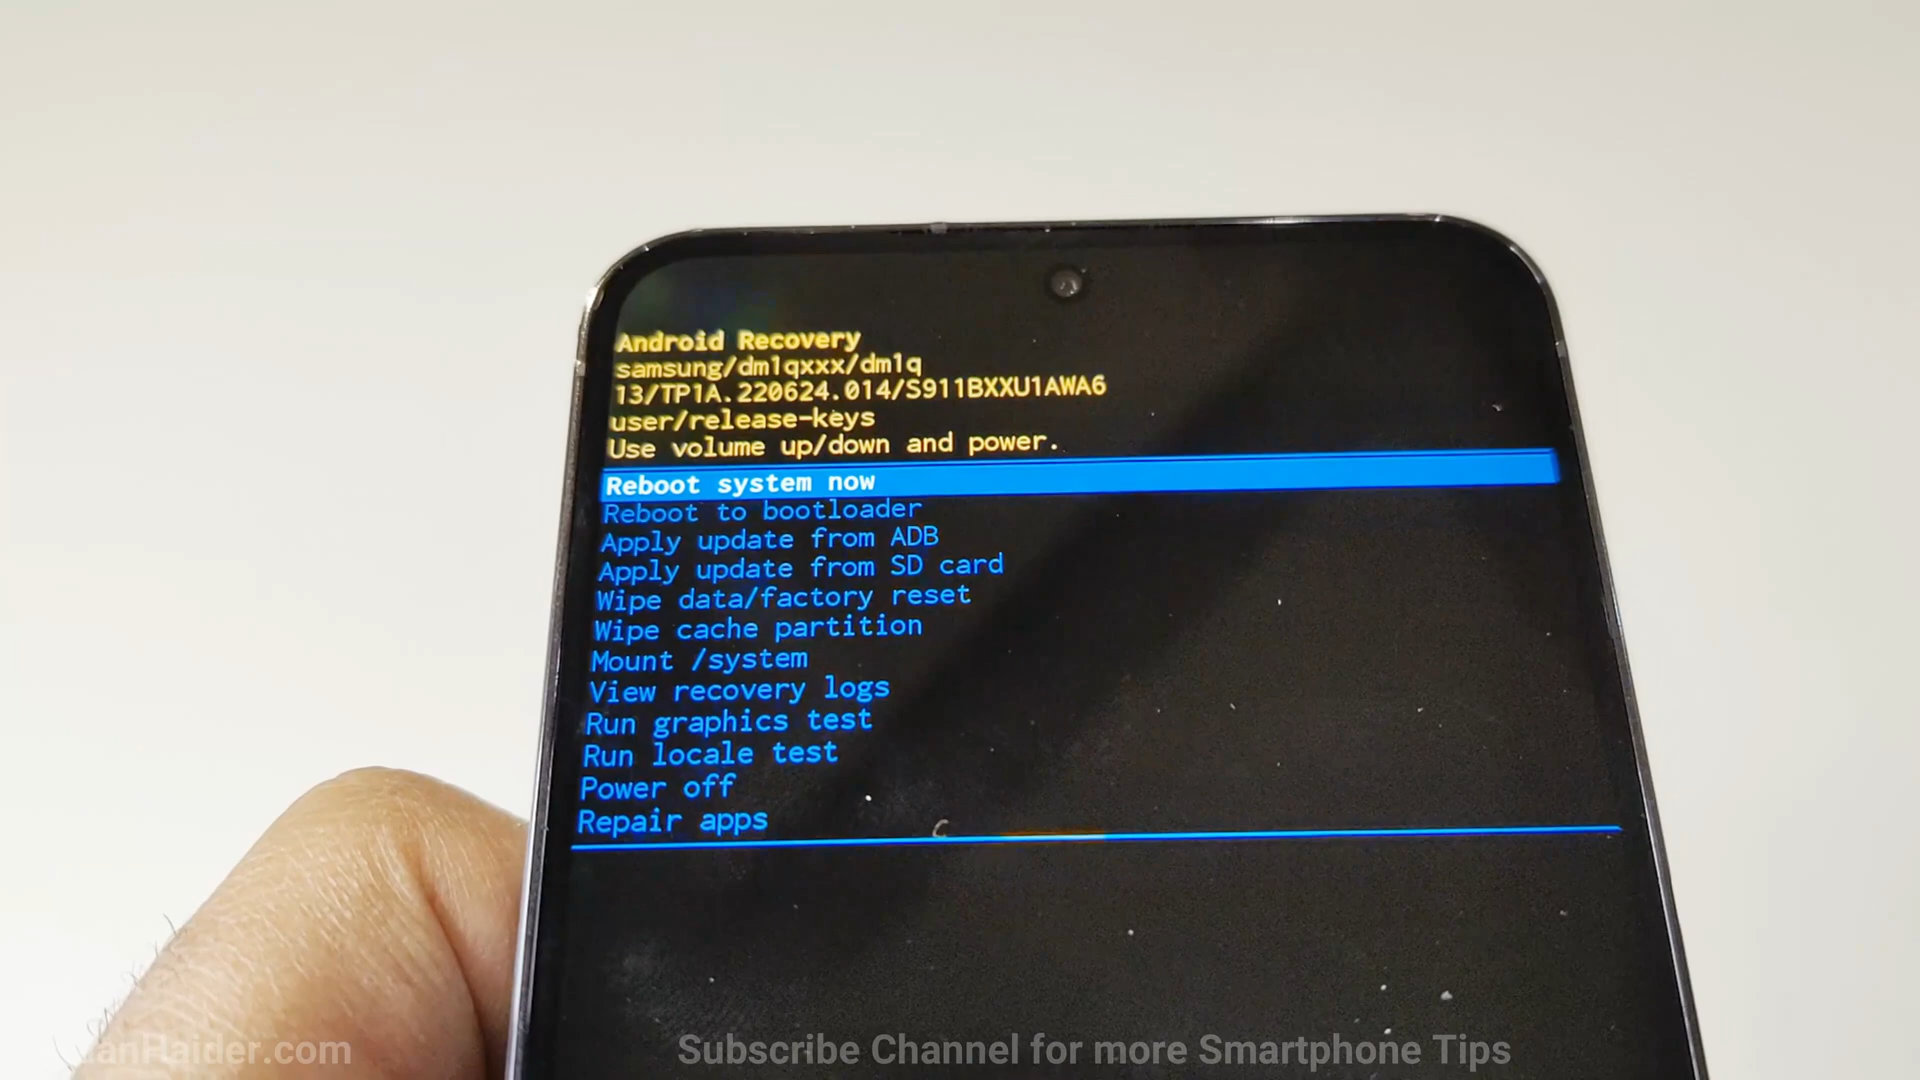 Android Recovery
samsung/dm1qxxx/dm1q
13/TP1A.220624.014/S911BXXU1AWA6
user/release-keys
Use volume up/down and power.
Reboot system now
Reboot to bootloader
Apply update from ADB
Apply update from SD card
Wipe data/factory reset
Wipe cache partition
Mount /system
View recovery logs
Run graphics test
Run locale test
Power off
Repair apps
Subscribe Channel for more Smartphone Tips